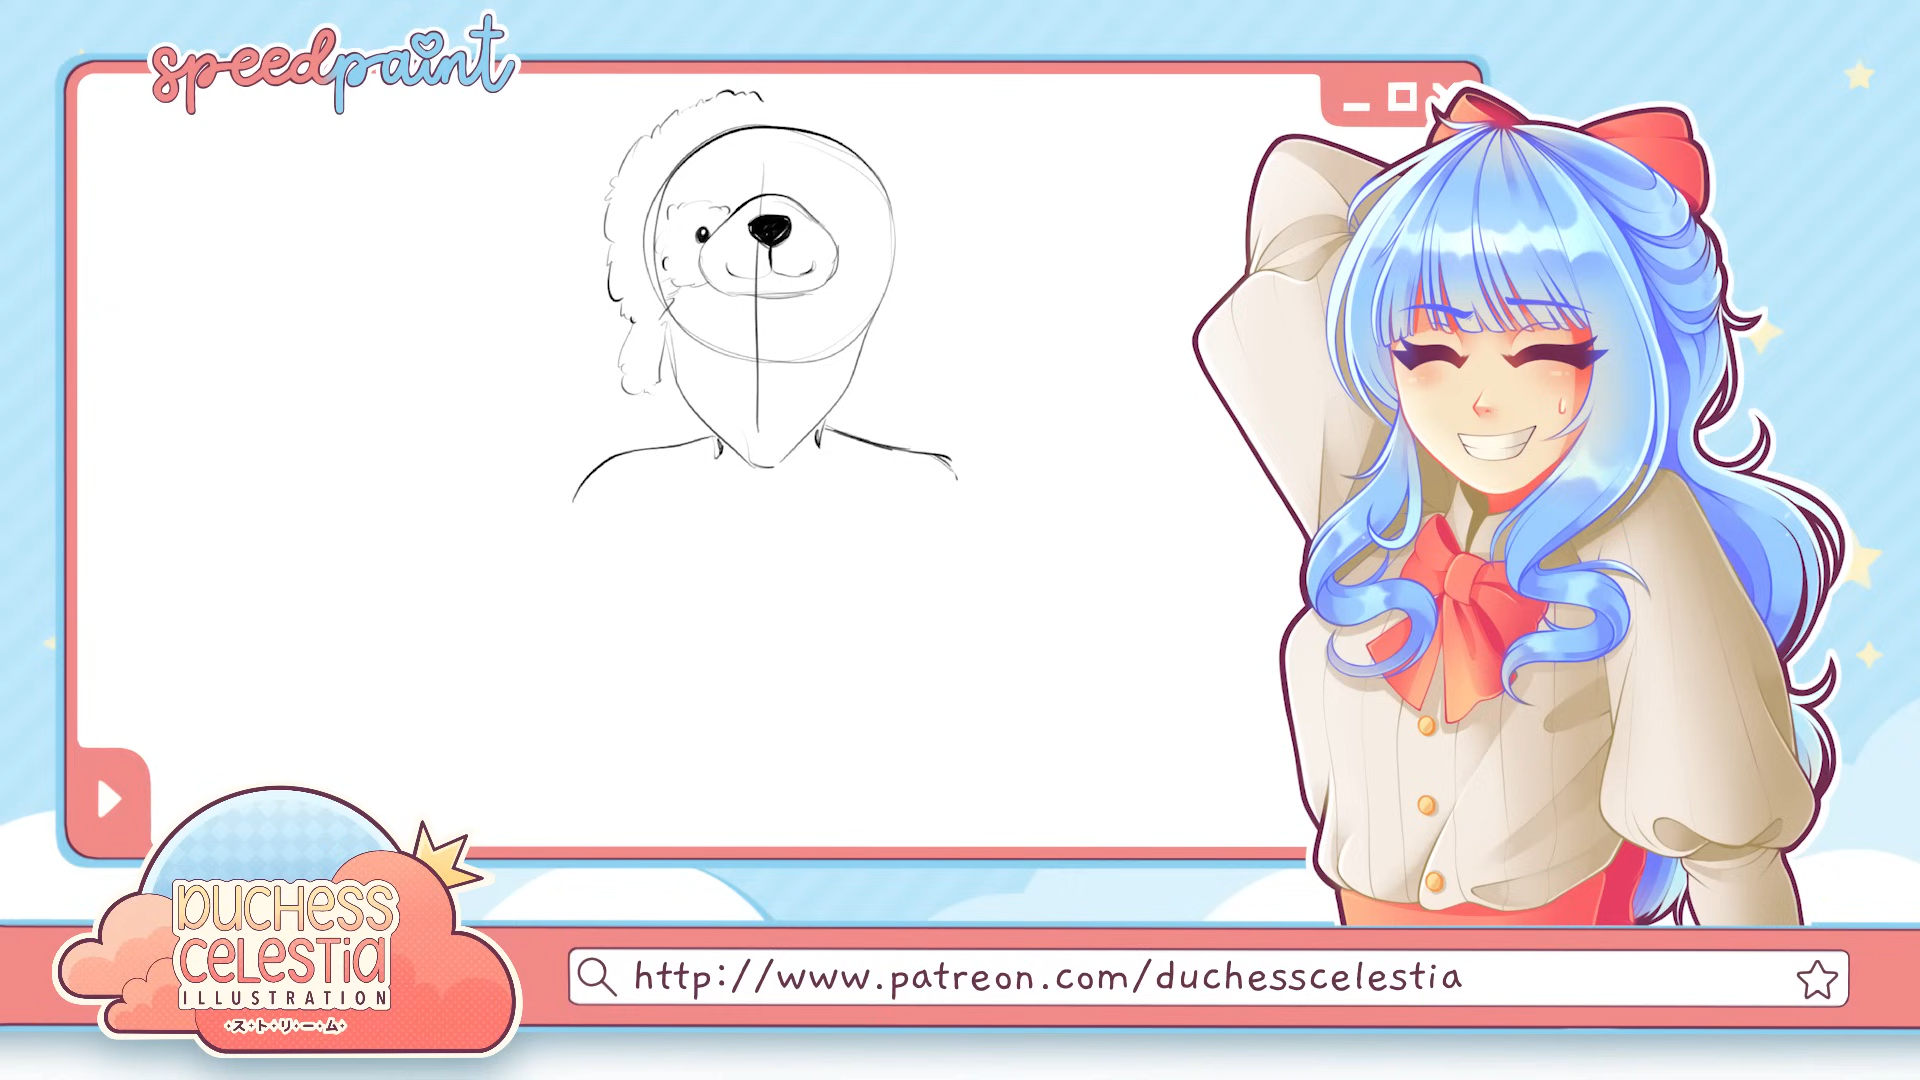 speedpaint
DUCHESS
CELESTIA
ILLUSTRATION
・ス・ト・リ・ー・ム・
http://www.patreon.com/duchesscelestia